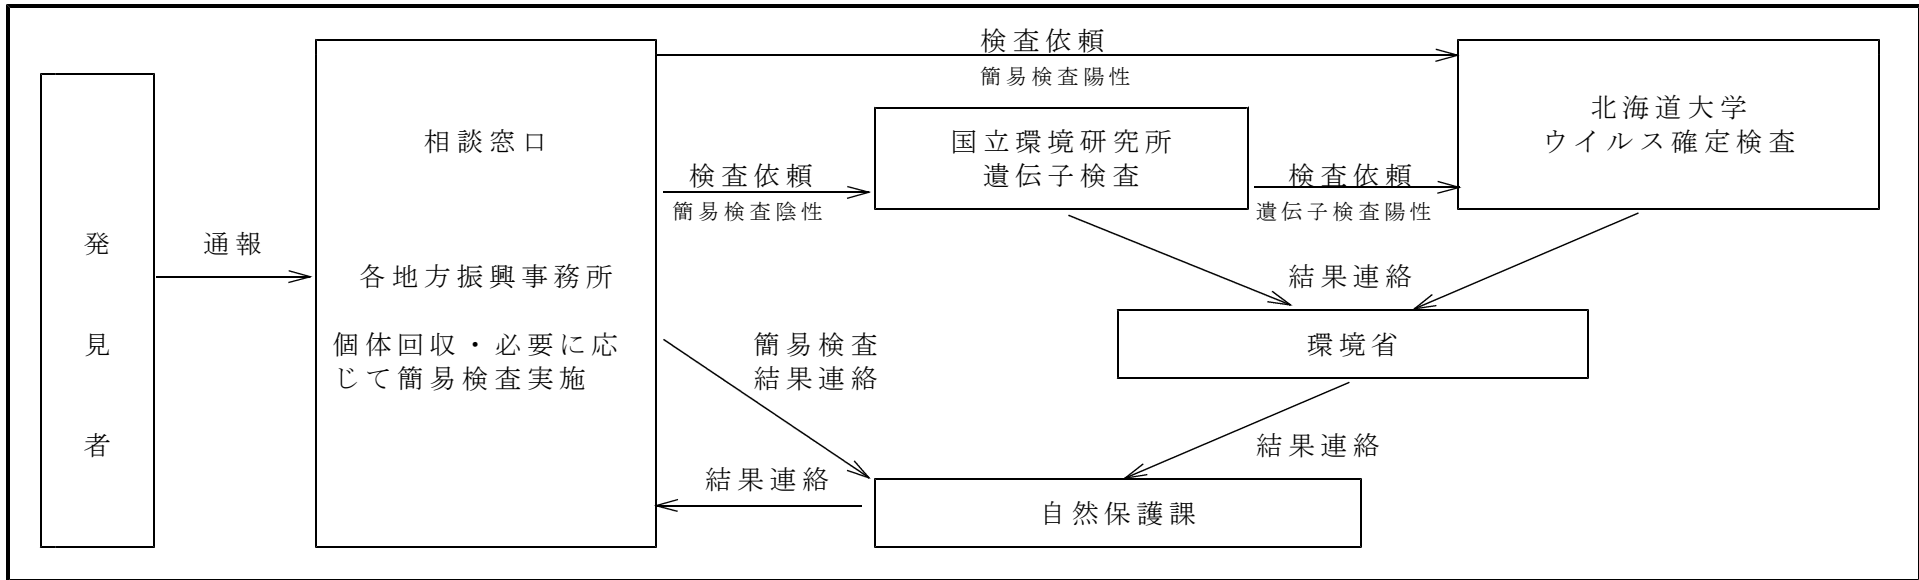 発見者
通報
相談窓口
各地方振興事務所
個体回収・必要に応
じて簡易検査実施
検査依頼
簡易検査陽性
検査依頼
簡易検査陰性
国立環境研究所
遺伝子検査
検査依頼
遺伝子検査陽性
北海道大学
ウイルス確定検査
結果連絡
環境省
簡易検査
結果連絡
結果連絡
結果連絡
自然保護課